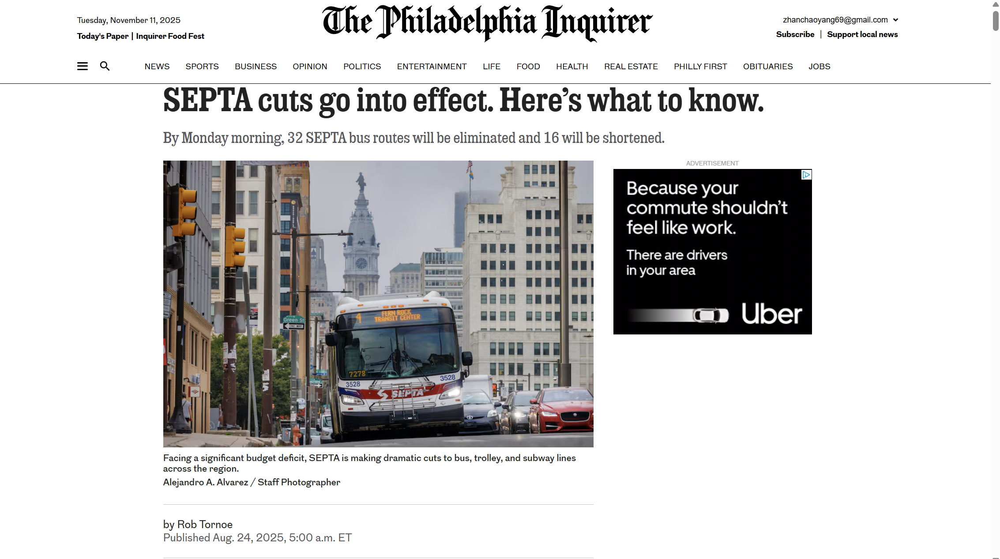 Tuesday, November 11, 2025
Today's Paper | Inquirer Food Fest
The Philadelphia Inquirer
zhanchaoyang69@gmail.com
Subscribe | Support local news
NEWS SPORTS BUSINESS OPINION POLITICS ENTERTAINMENT LIFE FOOD HEALTH REAL ESTATE PHILLY FIRST OBITUARIES JOBS
SEPTA cuts go into effect. Here’s what to know.
By Monday morning, 32 SEPTA bus routes will be eliminated and 16 will be shortened.
4 FERN ROCK
TRANSIT CENTER
Green St
ONE WAY
7278
3528
3528
SEPTA
ADVERTISEMENT
Because your
commute shouldn’t
feel like work.
There are drivers
in your area
Uber
Facing a significant budget deficit, SEPTA is making dramatic cuts to bus, trolley, and subway lines
across the region.
Alejandro A. Alvarez / Staff Photographer
by Rob Tornoe
Published Aug. 24, 2025, 5:00 a.m. ET